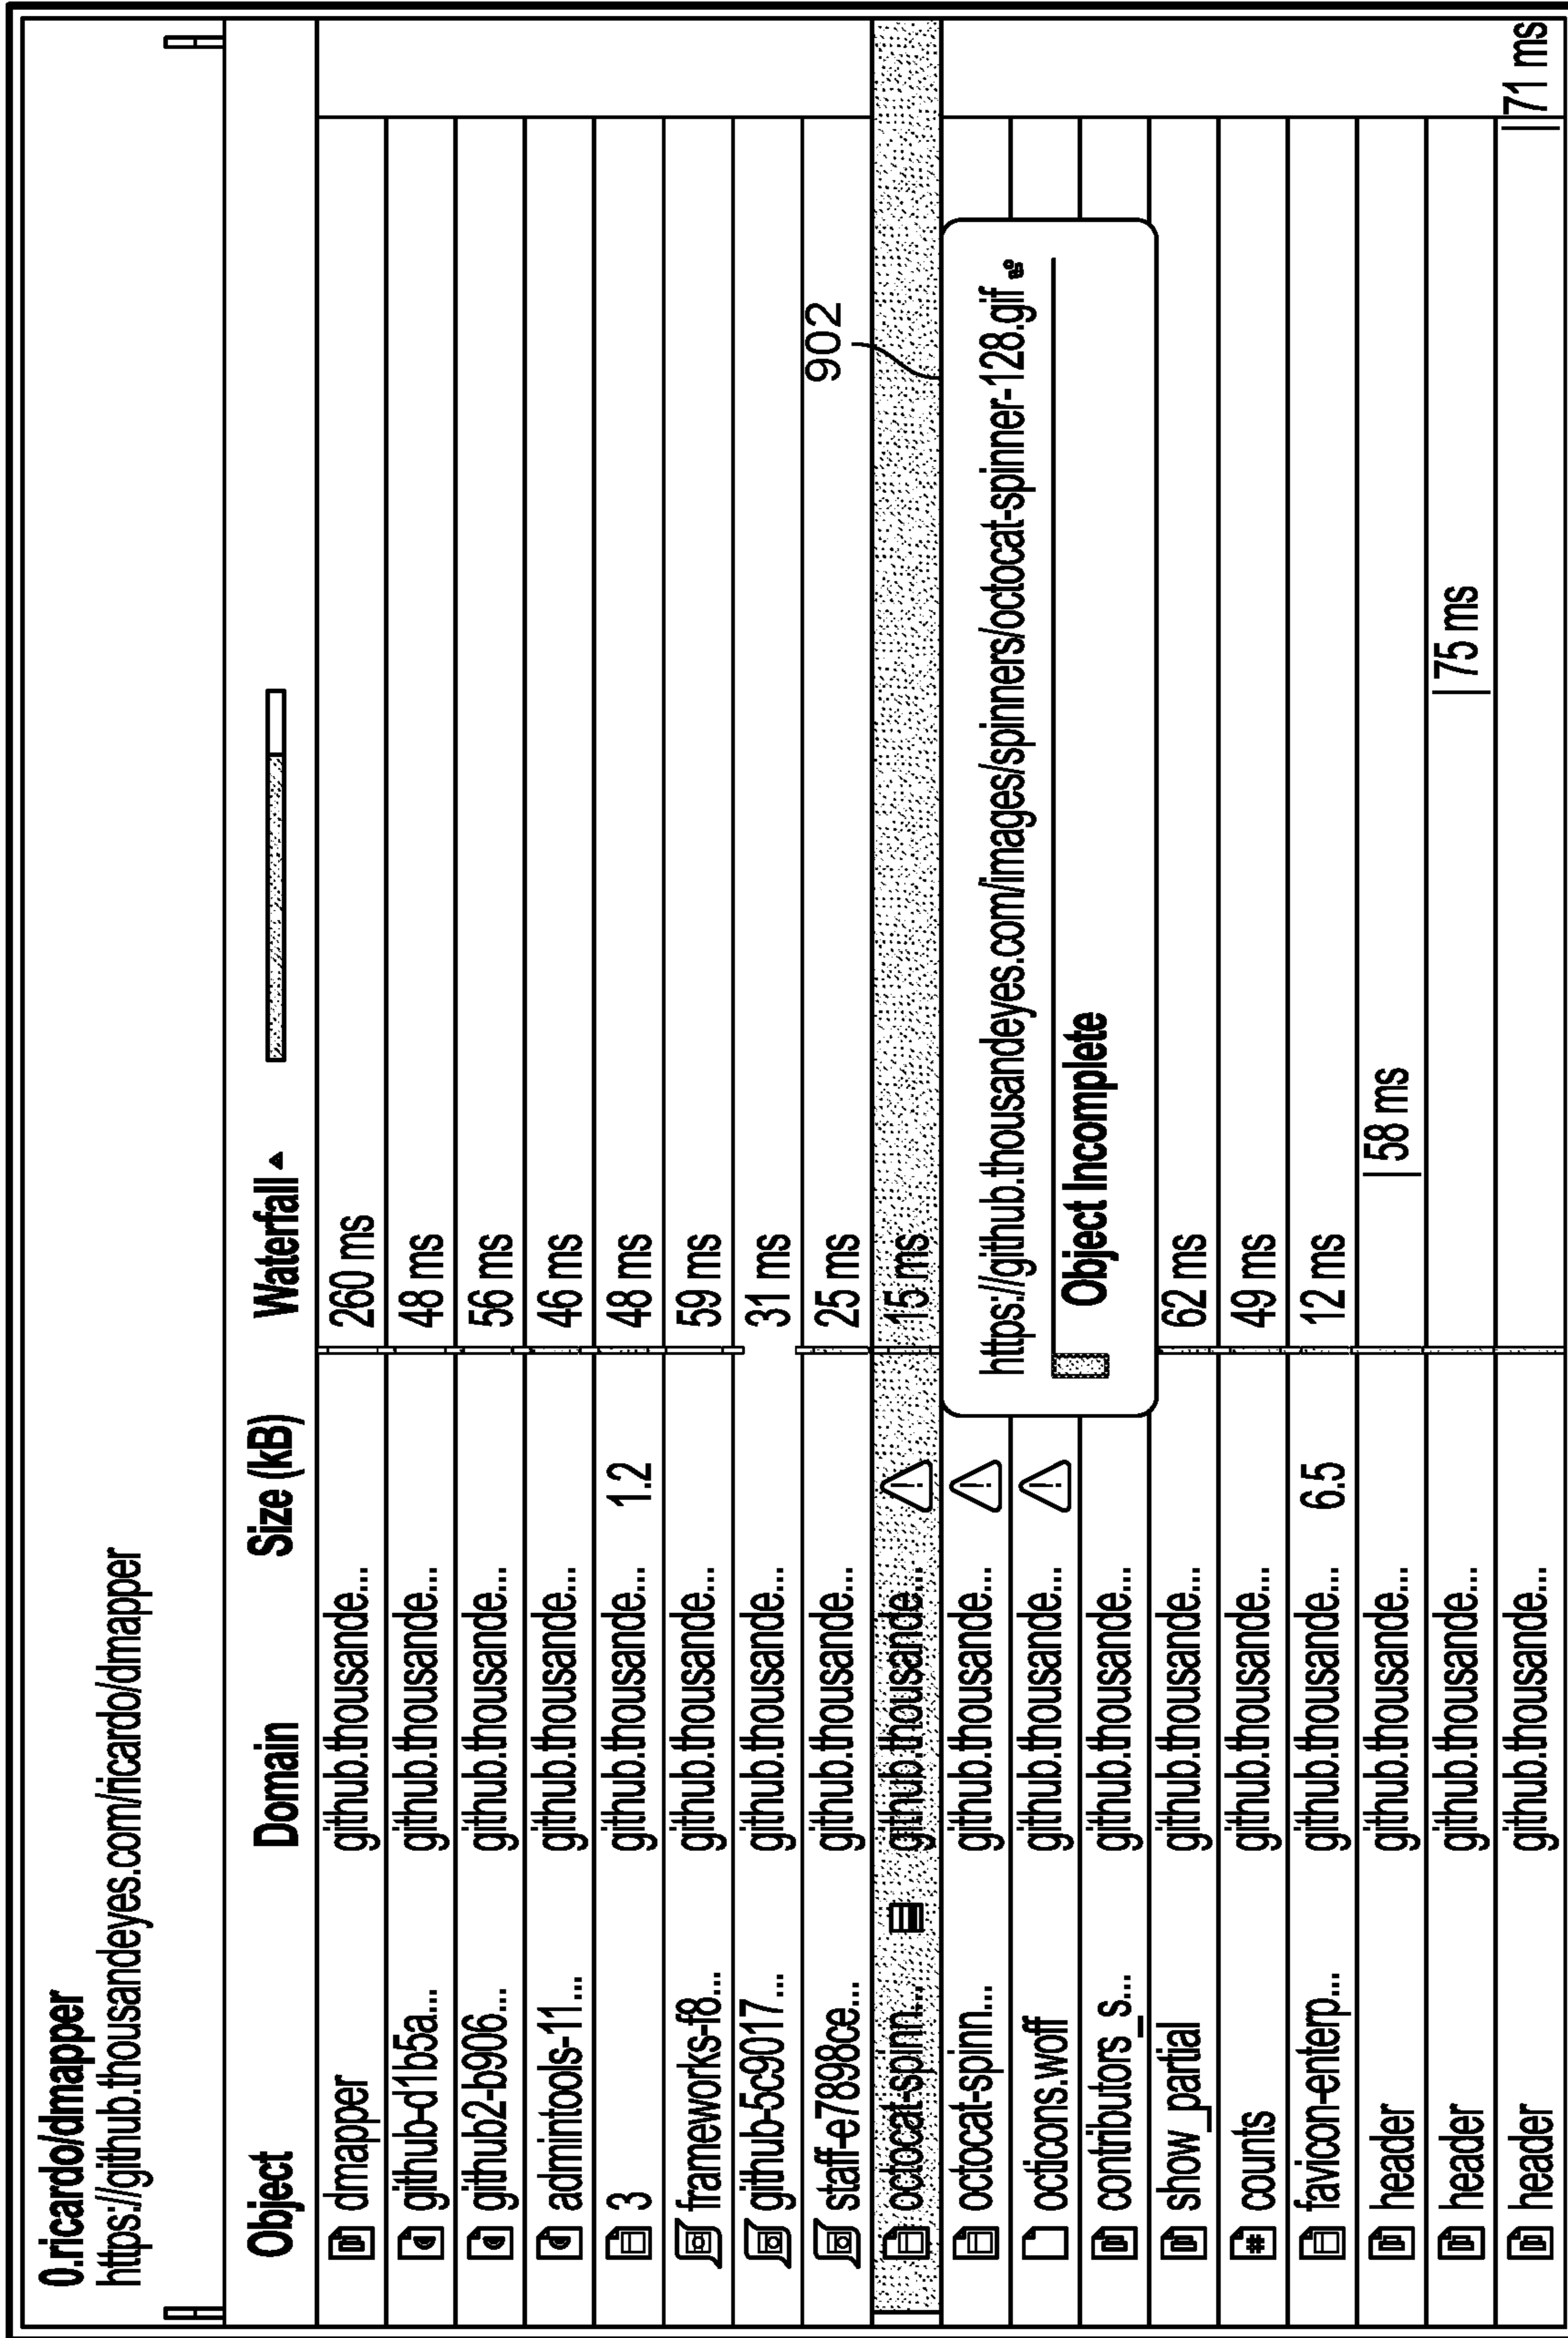 0.ricardo/dmapper
https://github.thousandeyes.com/ricardo/dmapper
Object Domain Size (kB) Waterfall ▲
dmapper github.thousande... 260 ms
github-d1b5a... github.thousande... 48 ms
github2-b906... github.thousande... 56 ms
admintools-11... github.thousande... 46 ms
3 github.thousande... 1.2 48 ms
frameworks-f8... github.thousande... 59 ms
github-5c9017... github.thousande... 31 ms
staff-e7898ce... github.thousande... 25 ms
902
octocat-spinn... github.thousande... 15 ms
octocat-spinn... github.thousande...
https://github.thousandeyes.com/images/spinners/octocat-spinner-128.gif
octicons.woff github.thousande...
Object Incomplete
contributors_s... github.thousande...
show_partial github.thousande... 62 ms
counts github.thousande... 49 ms
favicon-enterp... github.thousande... 6.5 12 ms
header github.thousande... 58 ms
header github.thousande... 75 ms
header github.thousande... 71 ms